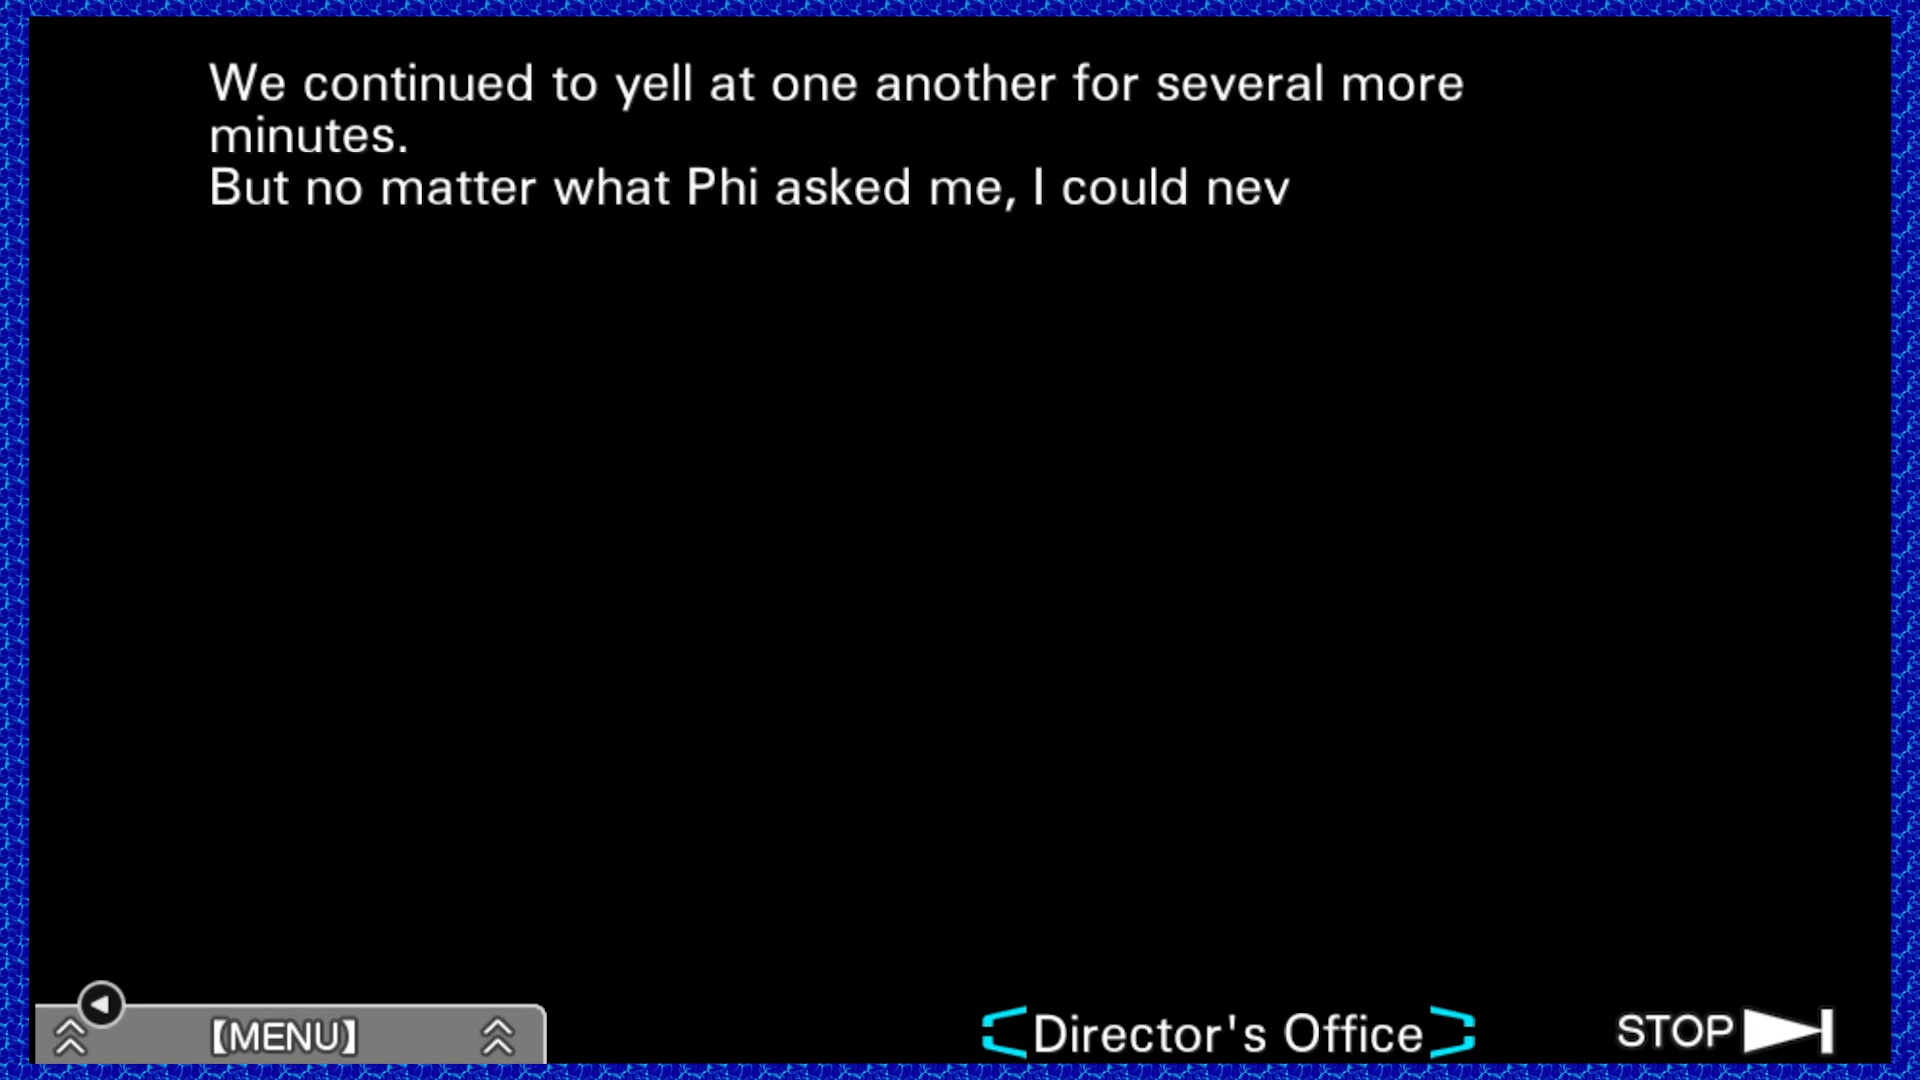 We continued to yell at one another for several more
minutes.
But no matter what Phi asked me, I could nev
【MENU】
Director's Office
STOP